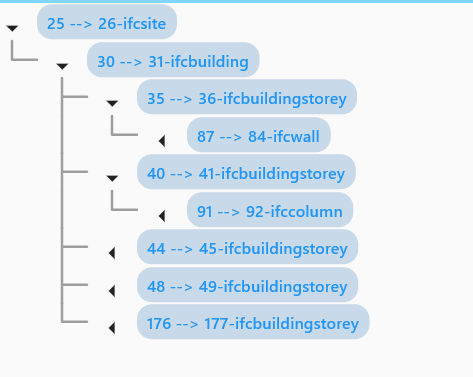 25 --> 26-ifcsite
30 --> 31-ifcbuilding
35 --> 36-ifcbuildingstorey
87 --> 84-ifcwall
40 --> 41-ifcbuildingstorey
91 --> 92-ifccolumn
44 --> 45-ifcbuildingstorey
48 --> 49-ifcbuildingstorey
176 --> 177-ifcbuildingstorey